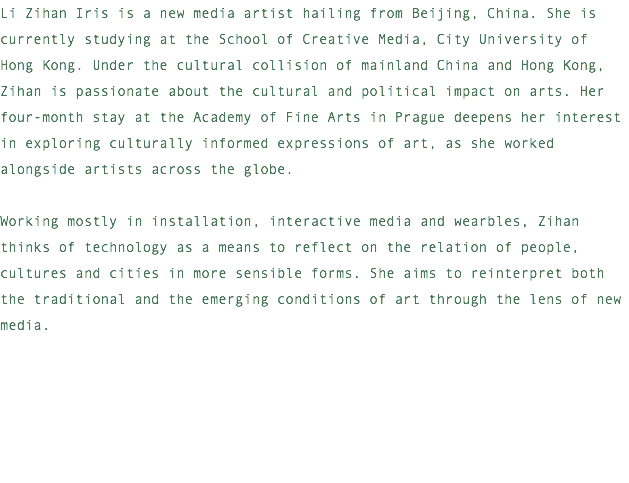 Li Zihan Iris is a new media artist hailing from Beijing, China. She is
currently studying at the School of Creative Media, City University of
Hong Kong. Under the cultural collision of mainland China and Hong Kong,
Zihan is passionate about the cultural and political impact on arts. Her
four-month stay at the Academy of Fine Arts in Prague deepens her interest
in exploring culturally informed expressions of art, as she worked
alongside artists across the globe.

Working mostly in installation, interactive media and wearbles, Zihan
thinks of technology as a means to reflect on the relation of people,
cultures and cities in more sensible forms. She aims to reinterpret both
the traditional and the emerging conditions of art through the lens of new
media.